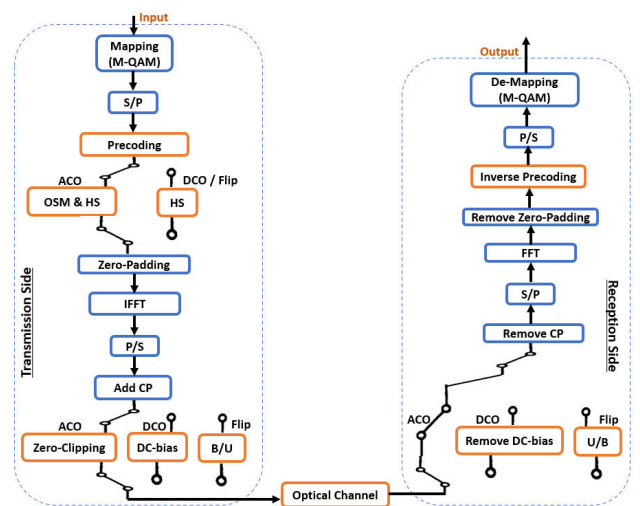 Input
Mapping
(M-QAM)
S/P
Precoding
ACO
DCO / Flip
OSM & HS
HS
Zero-Padding
IFFT
P/S
Add CP
ACO
DCO
Flip
Zero-Clipping
DC-bias
B/U
Transmission Side
Optical Channel
Output
De-Mapping
(M-QAM)
P/S
Inverse Precoding
Remove Zero-Padding
FFT
S/P
Remove CP
ACO
DCO
Flip
Remove DC-bias
U/B
Reception Side